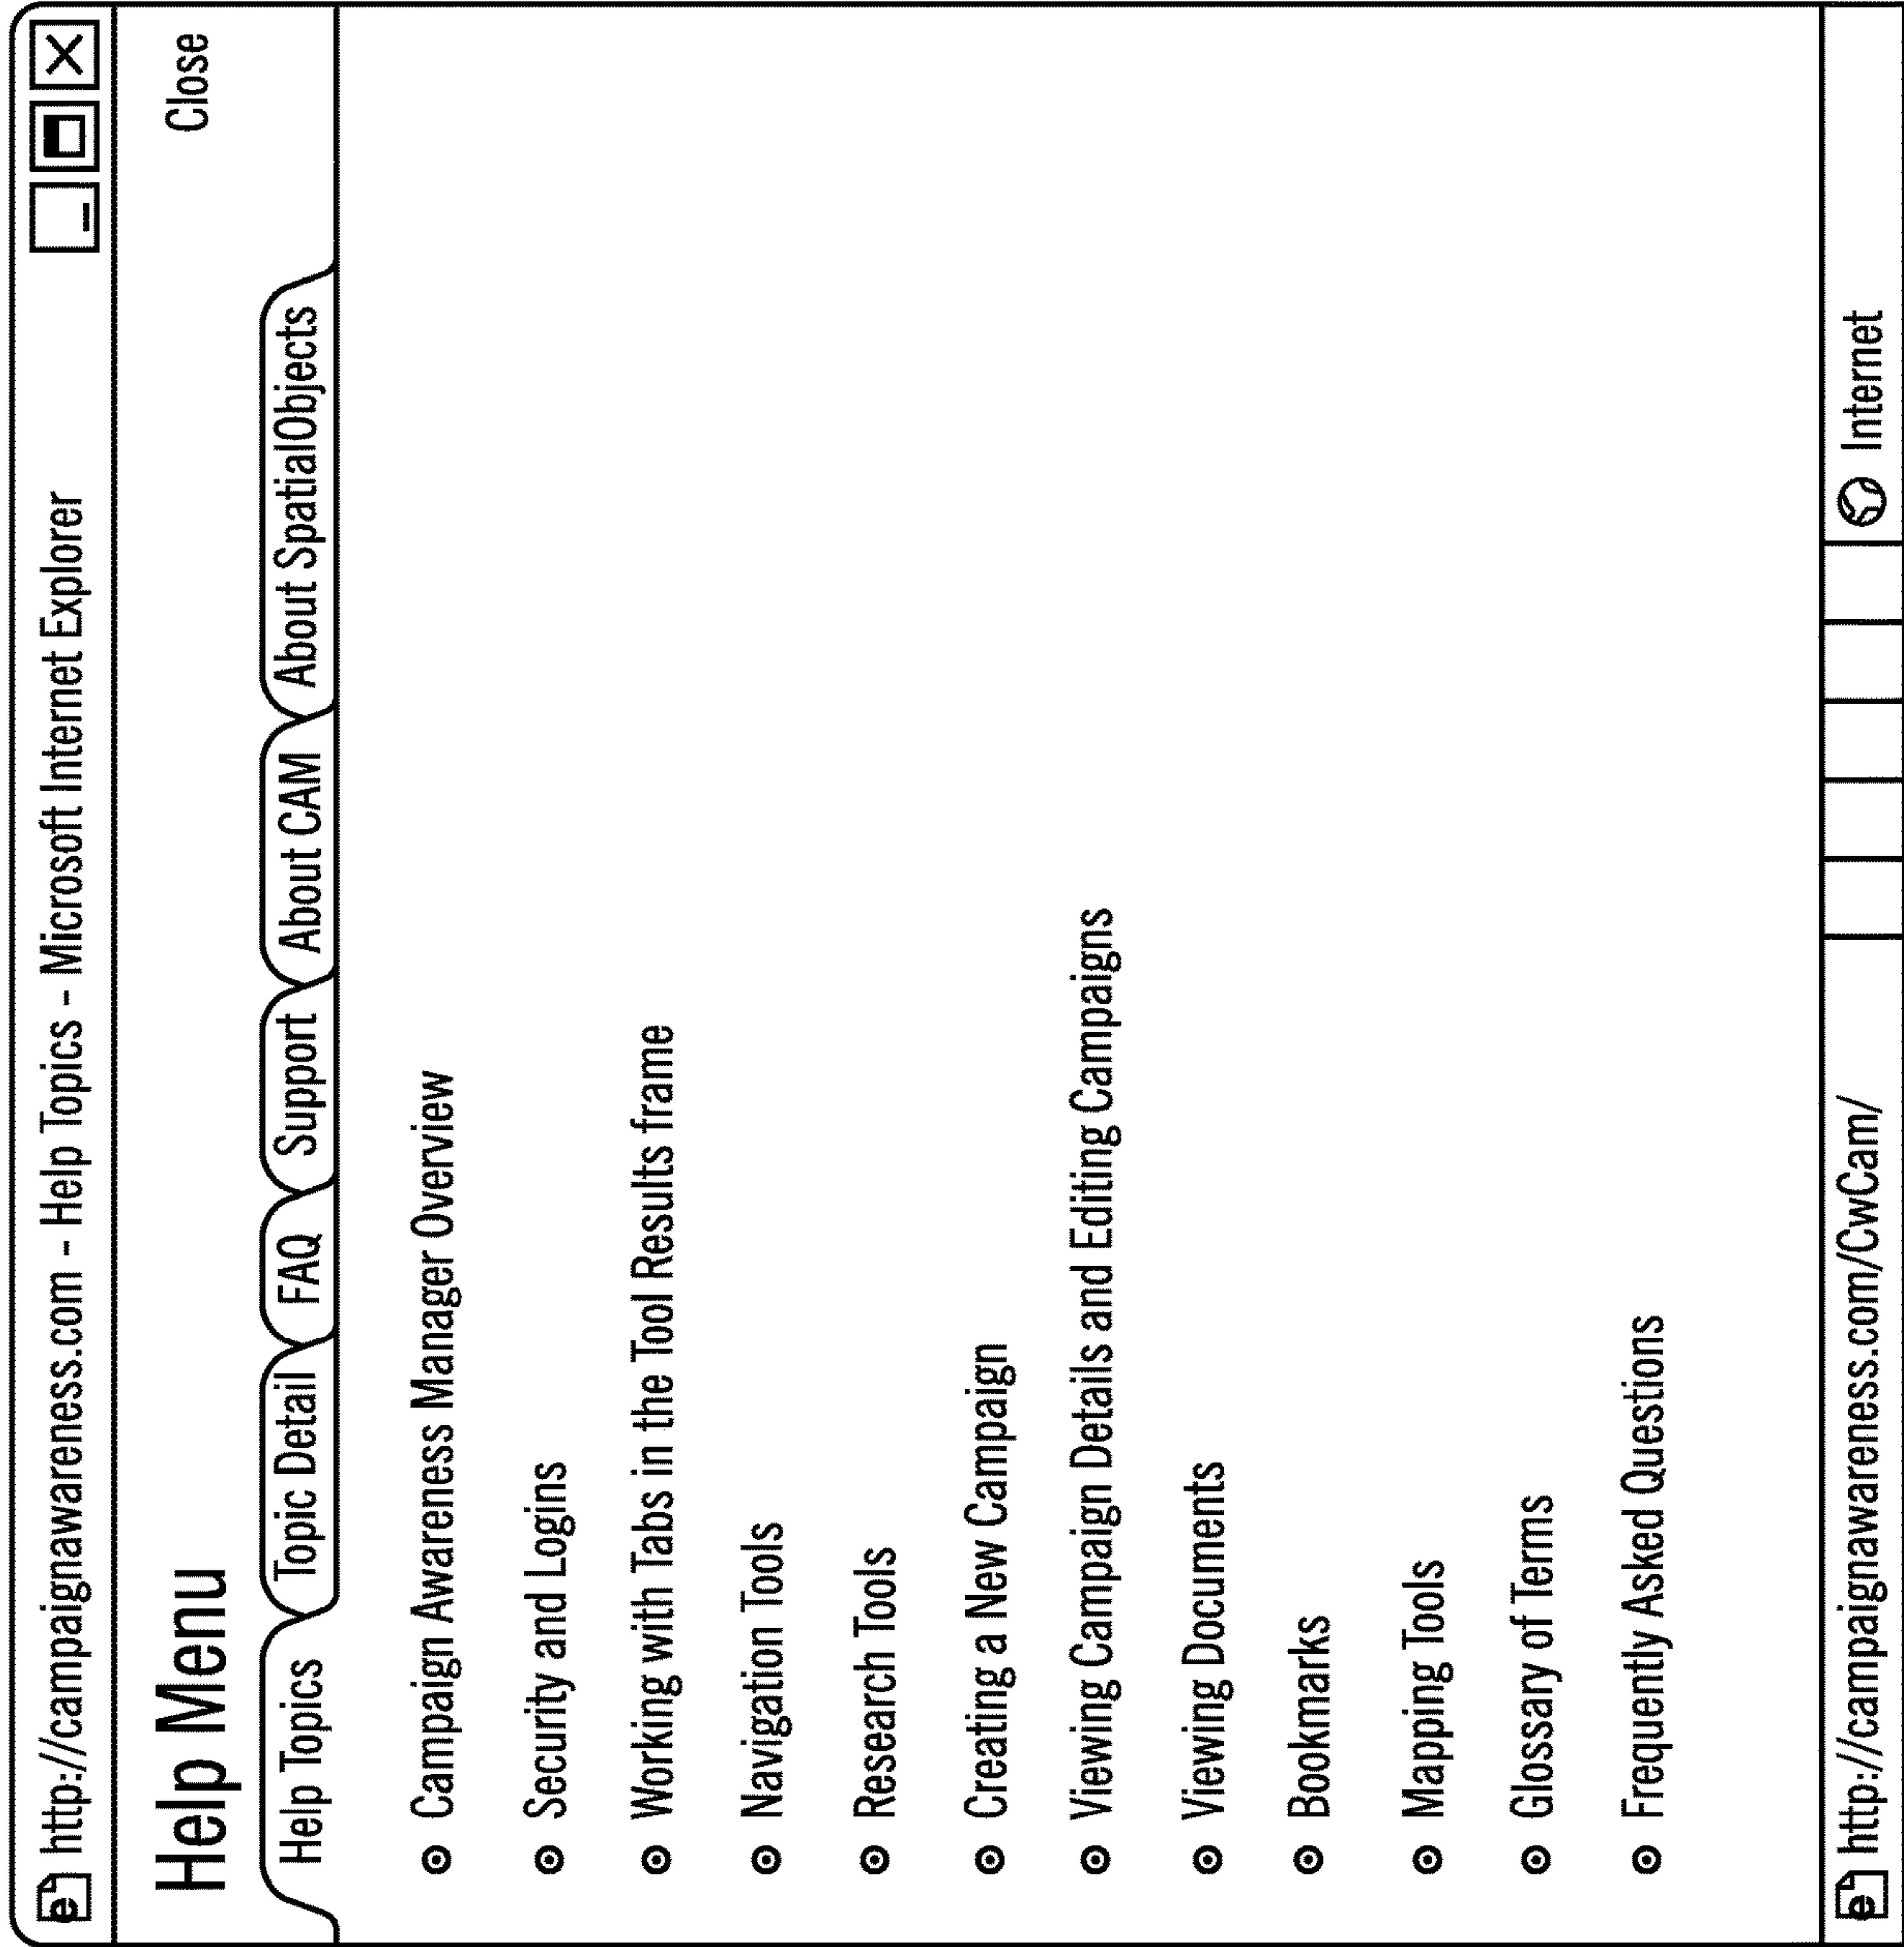 http://campaignawareness.com - Help Topics - Microsoft Internet Explorer
Help Menu
Close
Help Topics
Topic Detail
FAQ
Support
About CAM
About SpatialObjects
Campaign Awareness Manager Overview
Security and Logins
Working with Tabs in the Tool Results frame
Navigation Tools
Research Tools
Creating a New Campaign
Viewing Campaign Details and Editing Campaigns
Viewing Documents
Bookmarks
Mapping Tools
Glossary of Terms
Frequently Asked Questions
http://campaignawareness.com/CwCam/
Internet